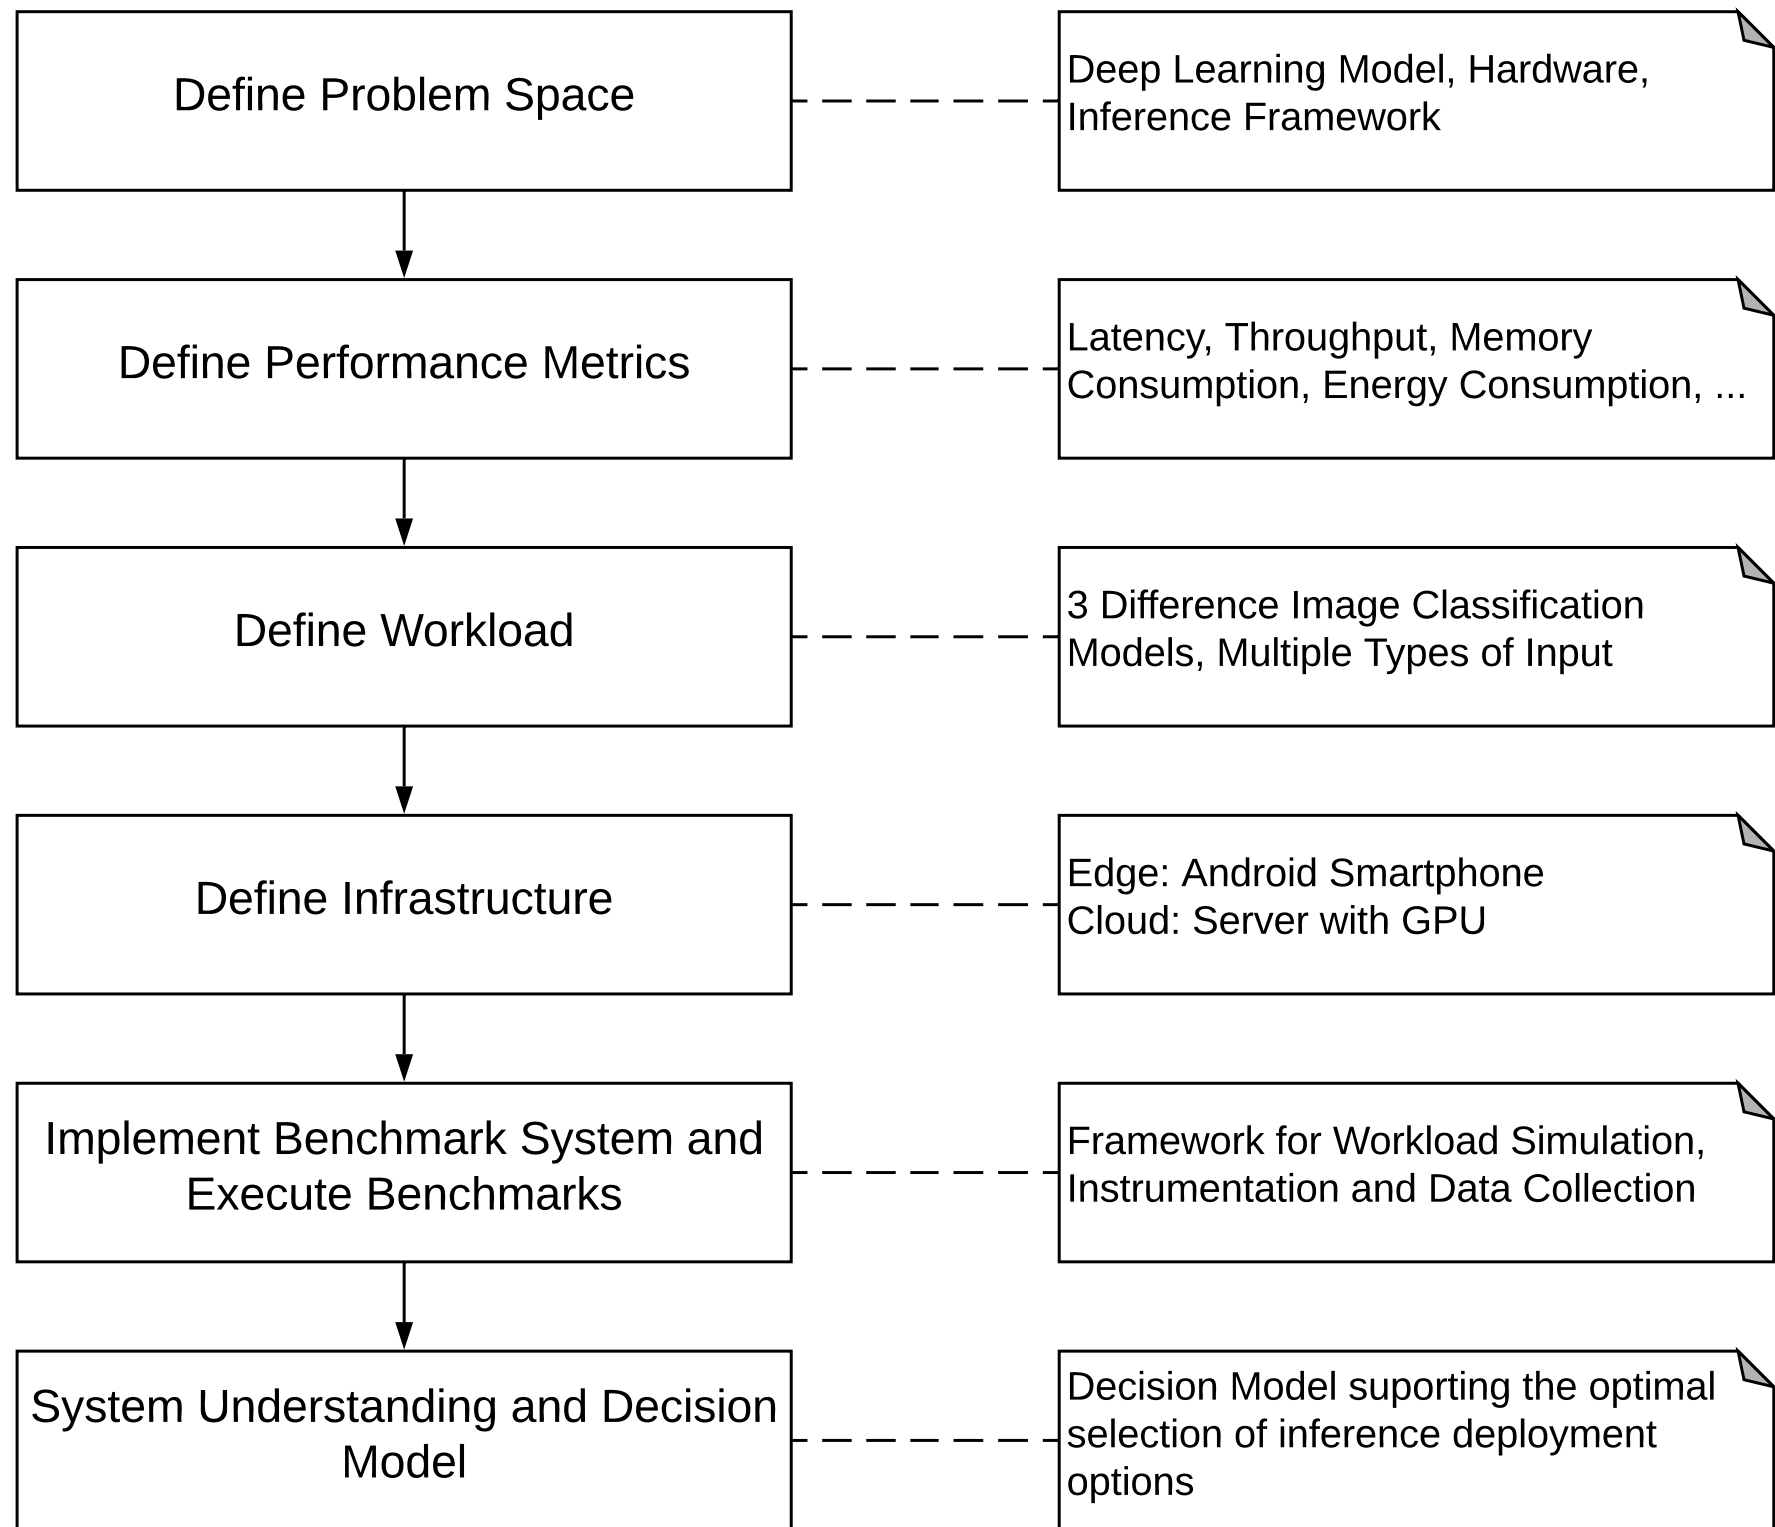 Define Problem Space
Deep Learning Model, Hardware,
Inference Framework
Define Performance Metrics
Latency, Throughput, Memory
Consumption, Energy Consumption, ...
Define Workload
3 Difference Image Classification
Models, Multiple Types of Input
Define Infrastructure
Edge: Android Smartphone
Cloud: Server with GPU
Implement Benchmark System and
Execute Benchmarks
Framework for Workload Simulation,
Instrumentation and Data Collection
System Understanding and Decision
Model
Decision Model suporting the optimal
selection of inference deployment
options